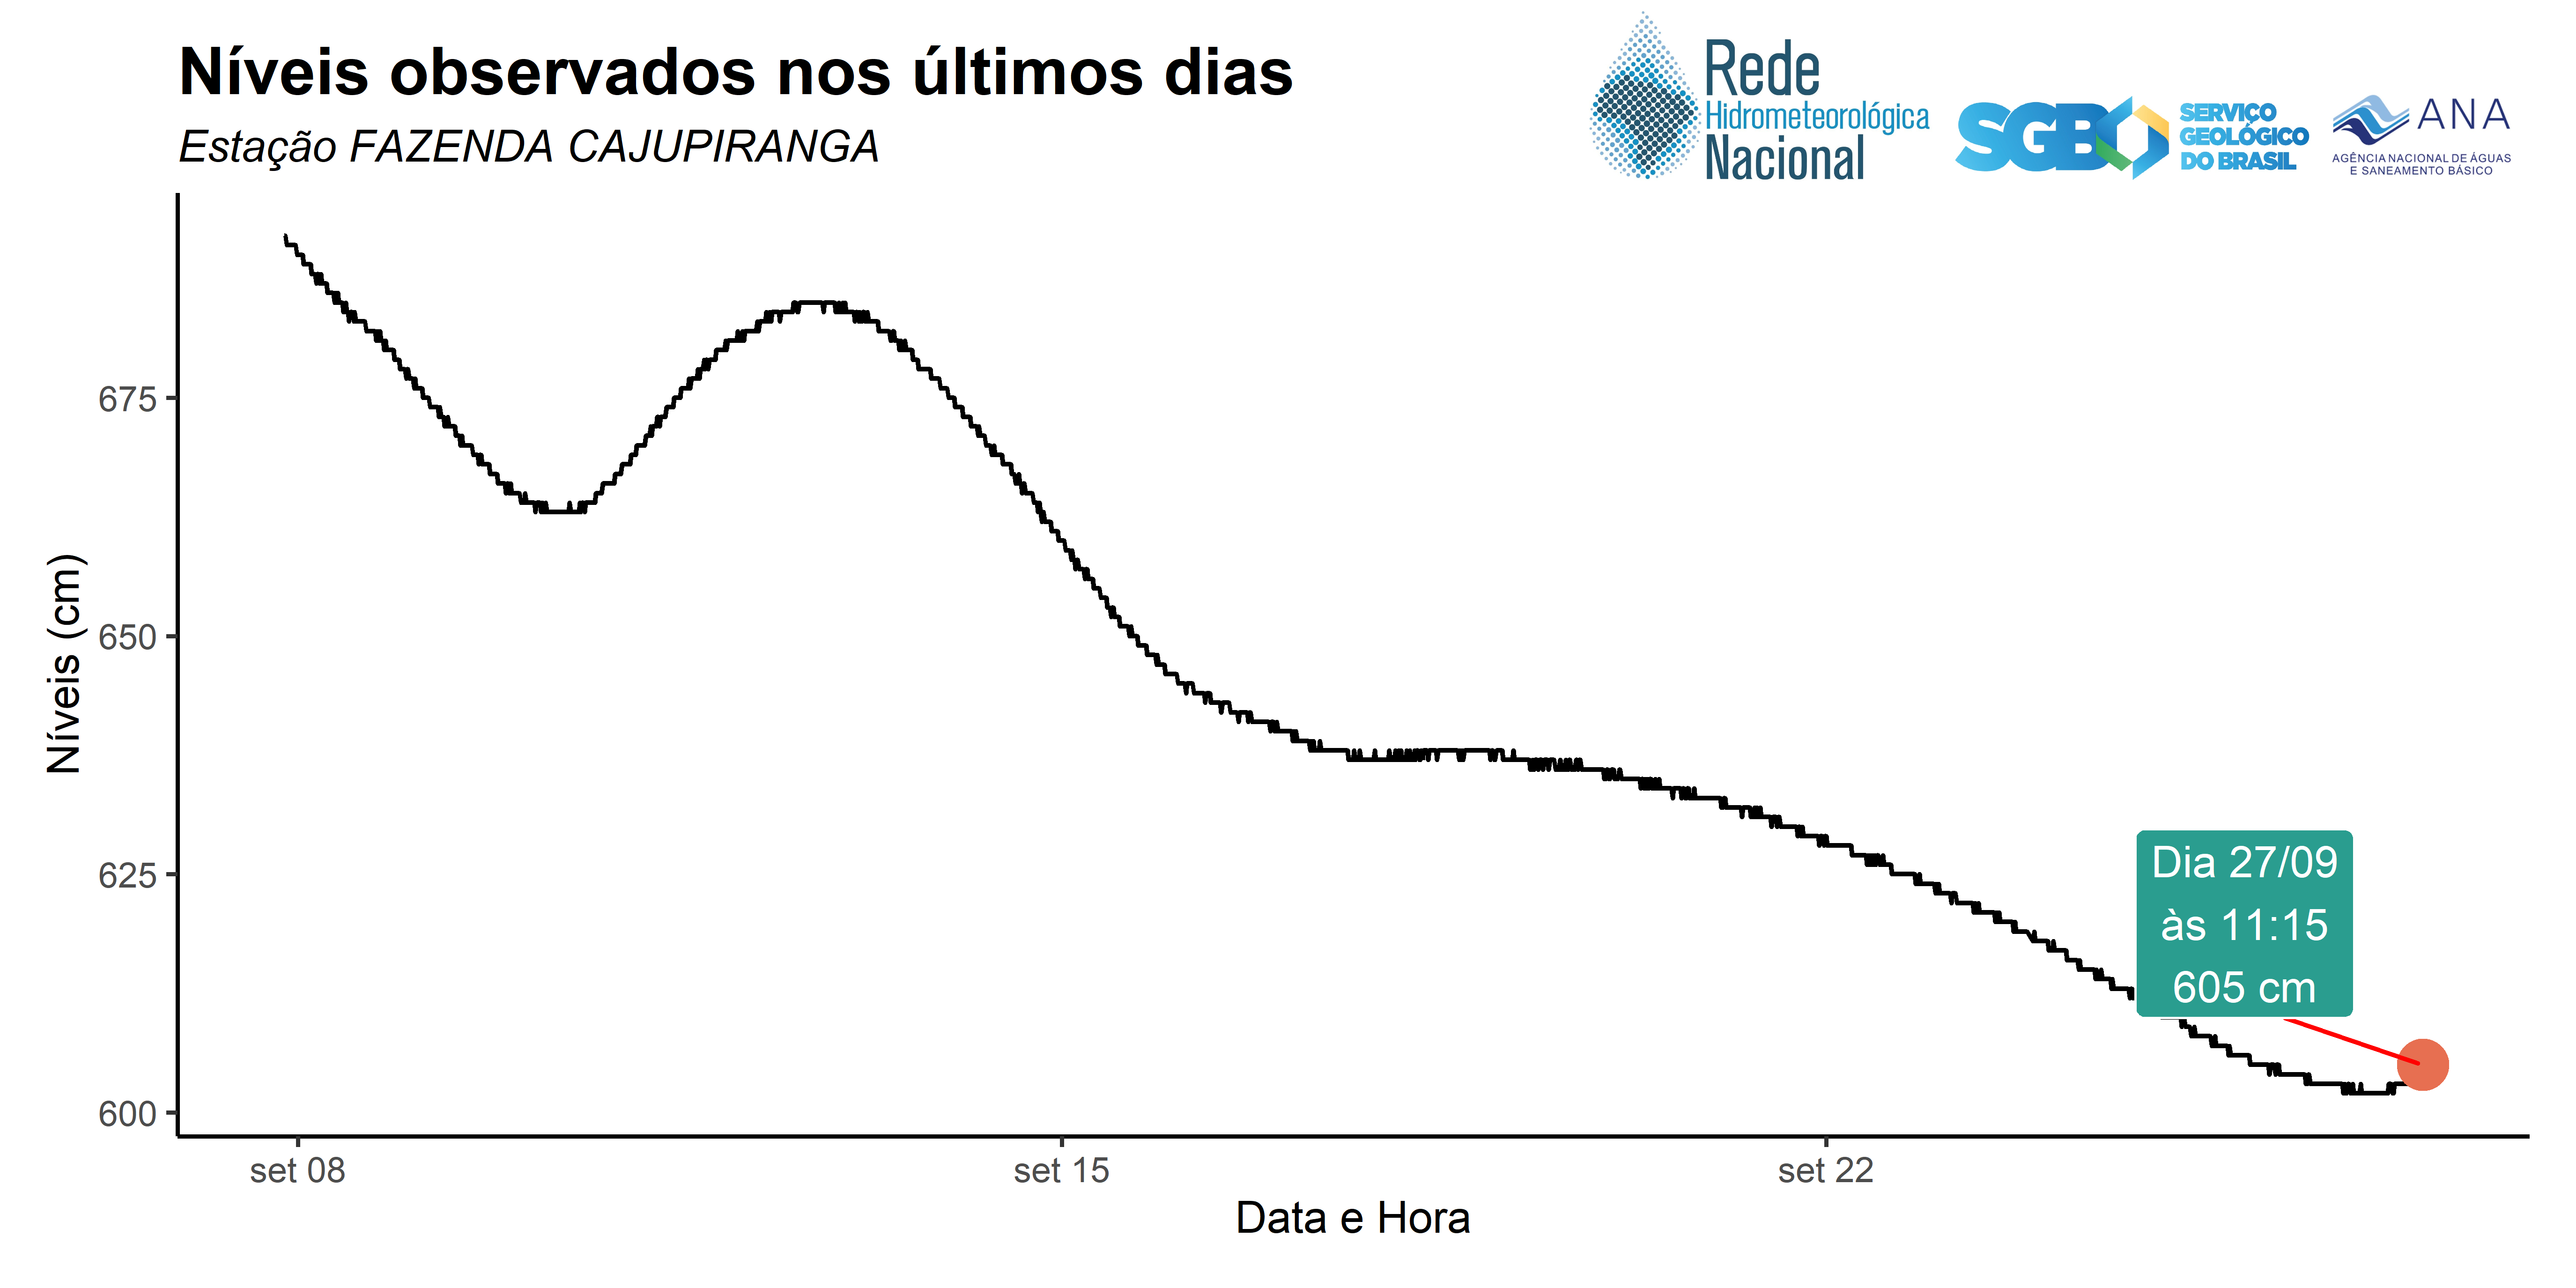 Níveis observados nos últimos dias
Estação FAZENDA CAJUPIRANGA
Rede
Hidrometeorológica
Nacional
SGB
SERVIÇO
GEOLÓGICO
DO BRASIL
ANA
AGÊNCIA NACIONAL DE ÁGUAS
E SANEAMENTO BÁSICO
Níveis (cm)
675
650
625
600
Dia 27/09
às 11:15
605 cm
set 08
set 15
set 22
Data e Hora